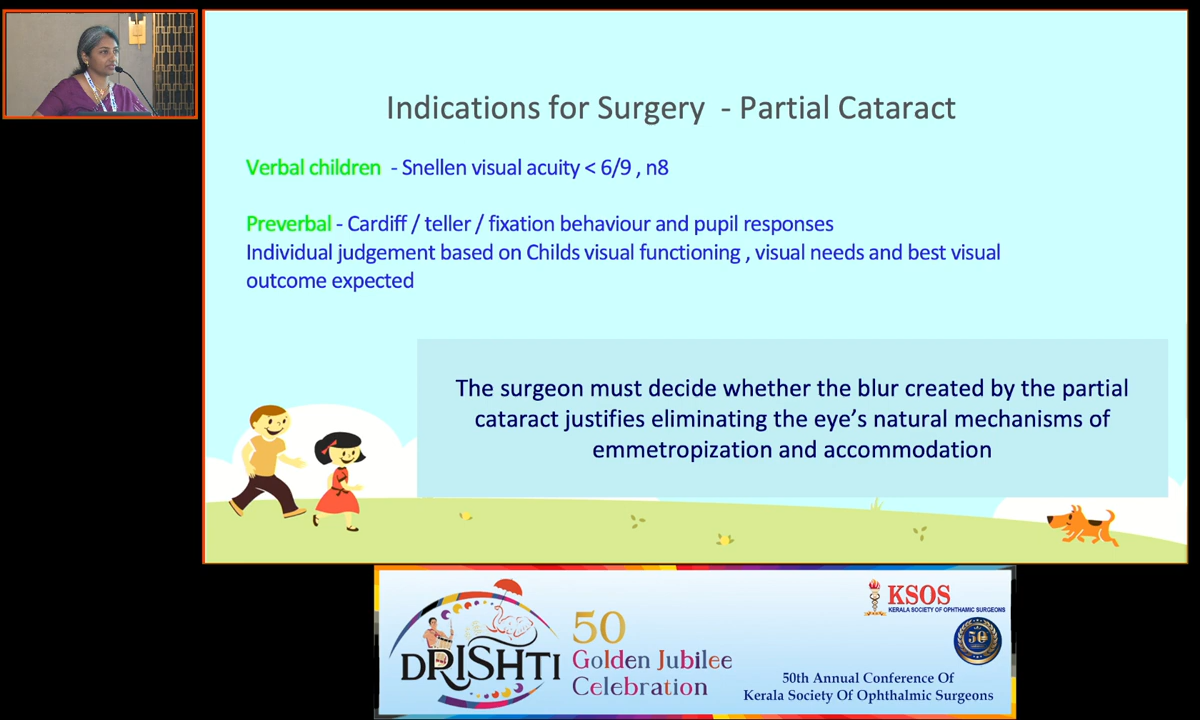 Indications for Surgery - Partial Cataract
Verbal children - Snellen visual acuity < 6/9 , n8
Preverbal - Cardiff / teller / fixation behaviour and pupil responses
Individual judgement based on Childs visual functioning , visual needs and best visual
outcome expected
The surgeon must decide whether the blur created by the partial
cataract justifies eliminating the eye's natural mechanisms of
emmetropization and accommodation
DRISHTI
50
Golden Jubilee
Celebration
KSOS
KERALA SOCIETY OF OPHTHAMIC SURGEONS
50
50th Annual Conference Of
Kerala Society Of Ophthalmic Surgeons